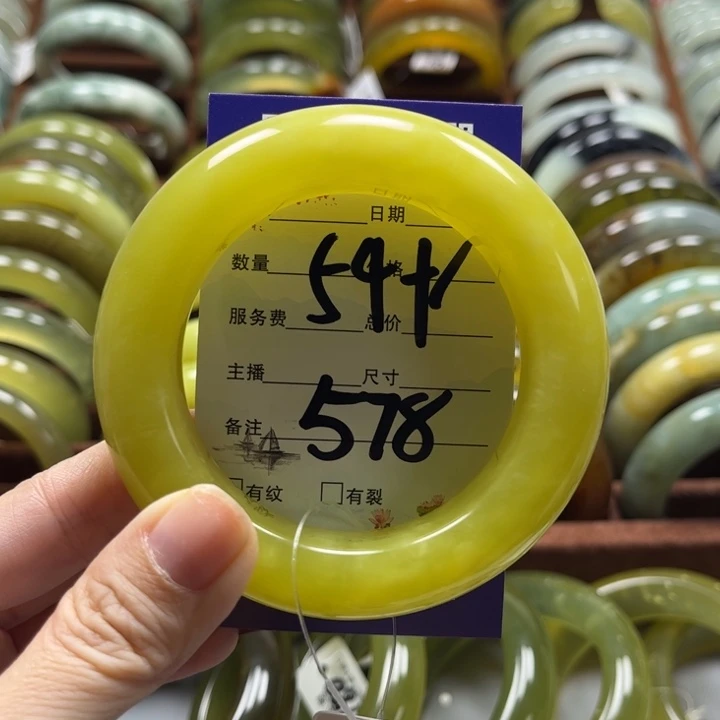 日期
数量 格
服务费 总价
54+
主播 尺寸
578
备注
□有纹 □有裂